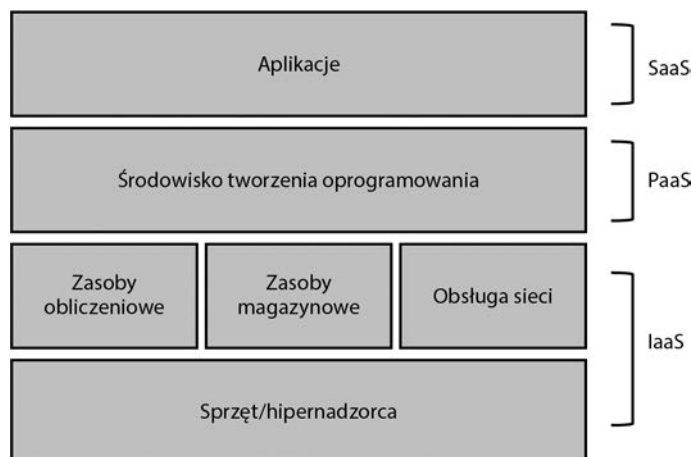 Aplikacje
SaaS
Środowisko tworzenia oprogramowania
PaaS
Zasoby
obliczeniowe
Zasoby
magazynowe
Obsługa sieci
IaaS
Sprzęt/hipernadzorca